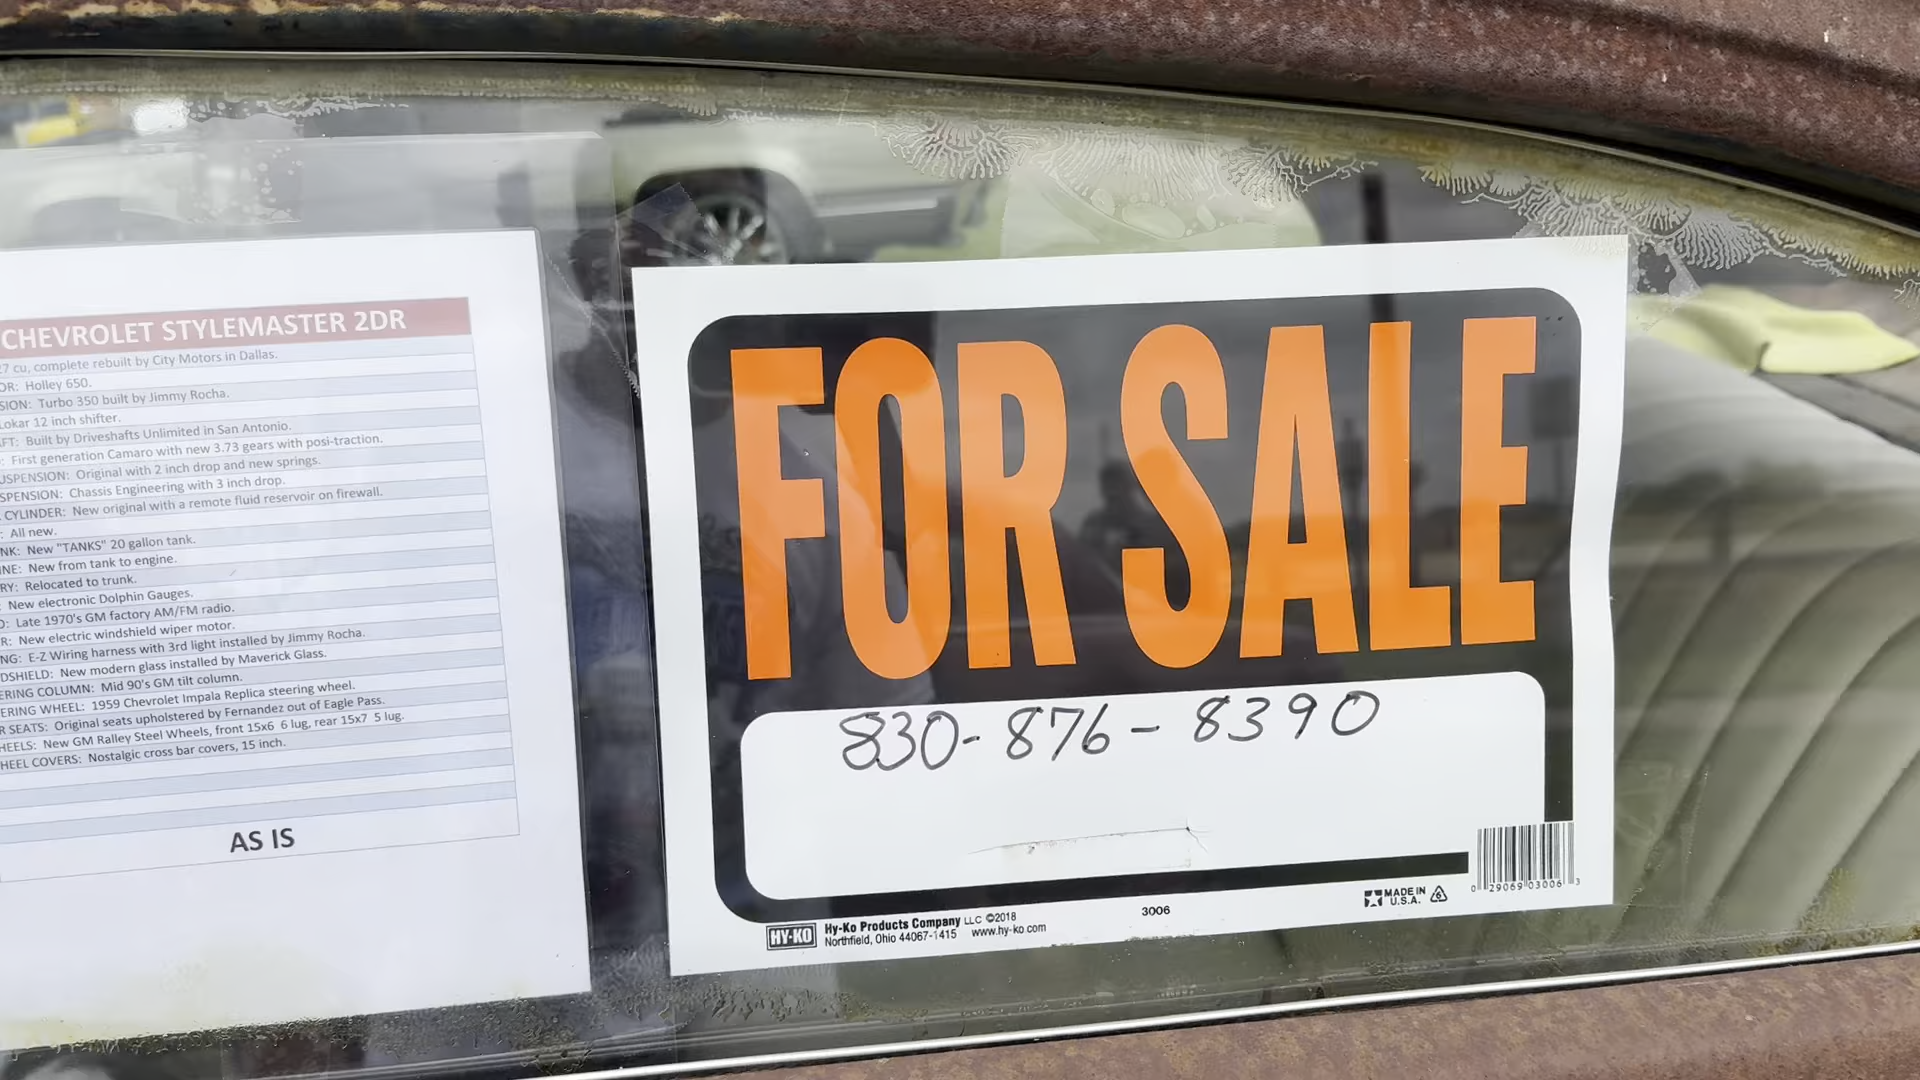 CHEVROLET STYLEMASTER 2DR
27 cu, complete rebuilt by City Motors in Dallas.
OR: Holley 650.
SION: Turbo 350 built by Jimmy Rocha.
Lokar 12 inch shifter.
AFT: Built by Driveshafts Unlimited in San Antonio.
: First generation Camaro with new 3.73 gears with posi-traction.
USPENSION: Original with 2 inch drop and new springs.
SPENSION: Chassis Engineering with 3 inch drop.
CYLINDER: New original with a remote fluid reservoir on firewall.
: All new.
NK: New "TANKS" 20 gallon tank.
INE: New from tank to engine.
RY: Relocated to trunk.
New electronic Dolphin Gauges.
O: Late 1970's GM factory AM/FM radio.
R: New electric windshield wiper motor.
NG: E-Z Wiring harness with 3rd light installed by Jimmy Rocha.
DSHIELD: New modern glass installed by Maverick Glass.
ERING COLUMN: Mid 90's GM tilt column.
ERING WHEEL: 1959 Chevrolet Impala Replica steering wheel.
R SEATS: Original seats upholstered by Fernandez out of Eagle Pass.
HEELS: New GM Ralley Steel Wheels, front 15x6 6 lug, rear 15x7 5 lug.
HEEL COVERS: Nostalgic cross bar covers, 15 inch.
AS IS
FOR SALE
830-876-8390
HY-KO
Hy-Ko Products Company LLC ©2018
Northfield, Ohio 44067-1415 www.hy-ko.com
3006
MADE IN
U.S.A.
6
0 29069 03006 3